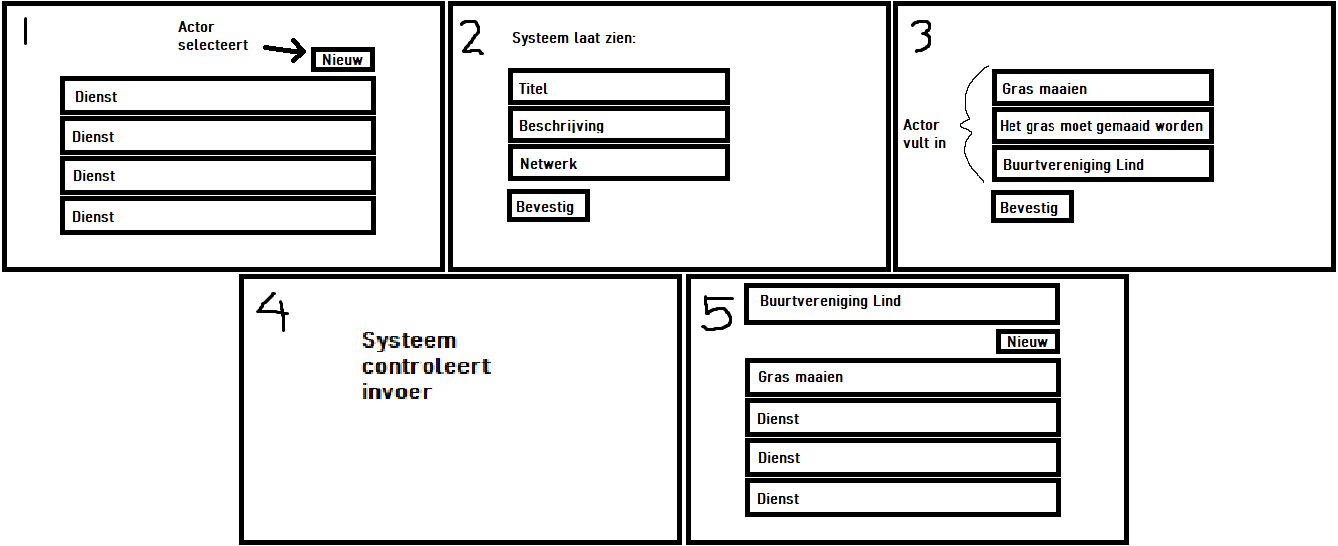 1
Actor
selecteert
Nieuw
Dienst
Dienst
Dienst
Dienst
2
Systeem laat zien:
Titel
Beschrijving
Netwerk
Bevestig
3
Actor
vult in
Gras maaien
Het gras moet gemaaid worden
Buurtvereniging Lind
Bevestig
4
Systeem
controleert
invoer
5
Buurtvereniging Lind
Nieuw
Gras maaien
Dienst
Dienst
Dienst